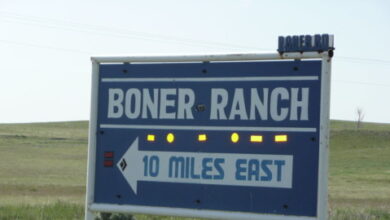 BONER RD
BONER RANCH
10 MILES EAST